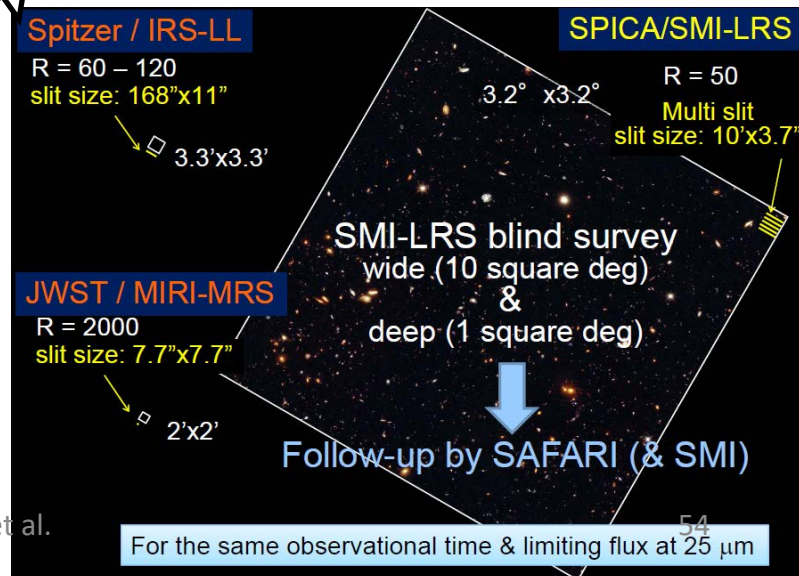 Spitzer / IRS-LL
R = 60 – 120
slit size: 168”x11”
3.3’x3.3’
SPICA/SMI-LRS
R = 50
Multi slit
slit size: 10’x3.7”
3.2° x3.2°
SMI-LRS blind survey
wide (10 square deg)
&
deep (1 square deg)
JWST / MIRI-MRS
R = 2000
slit size: 7.7”x7.7”
2’x2’
Follow-up by SAFARI (& SMI)
et al.
54
For the same observational time & limiting flux at 25 μm